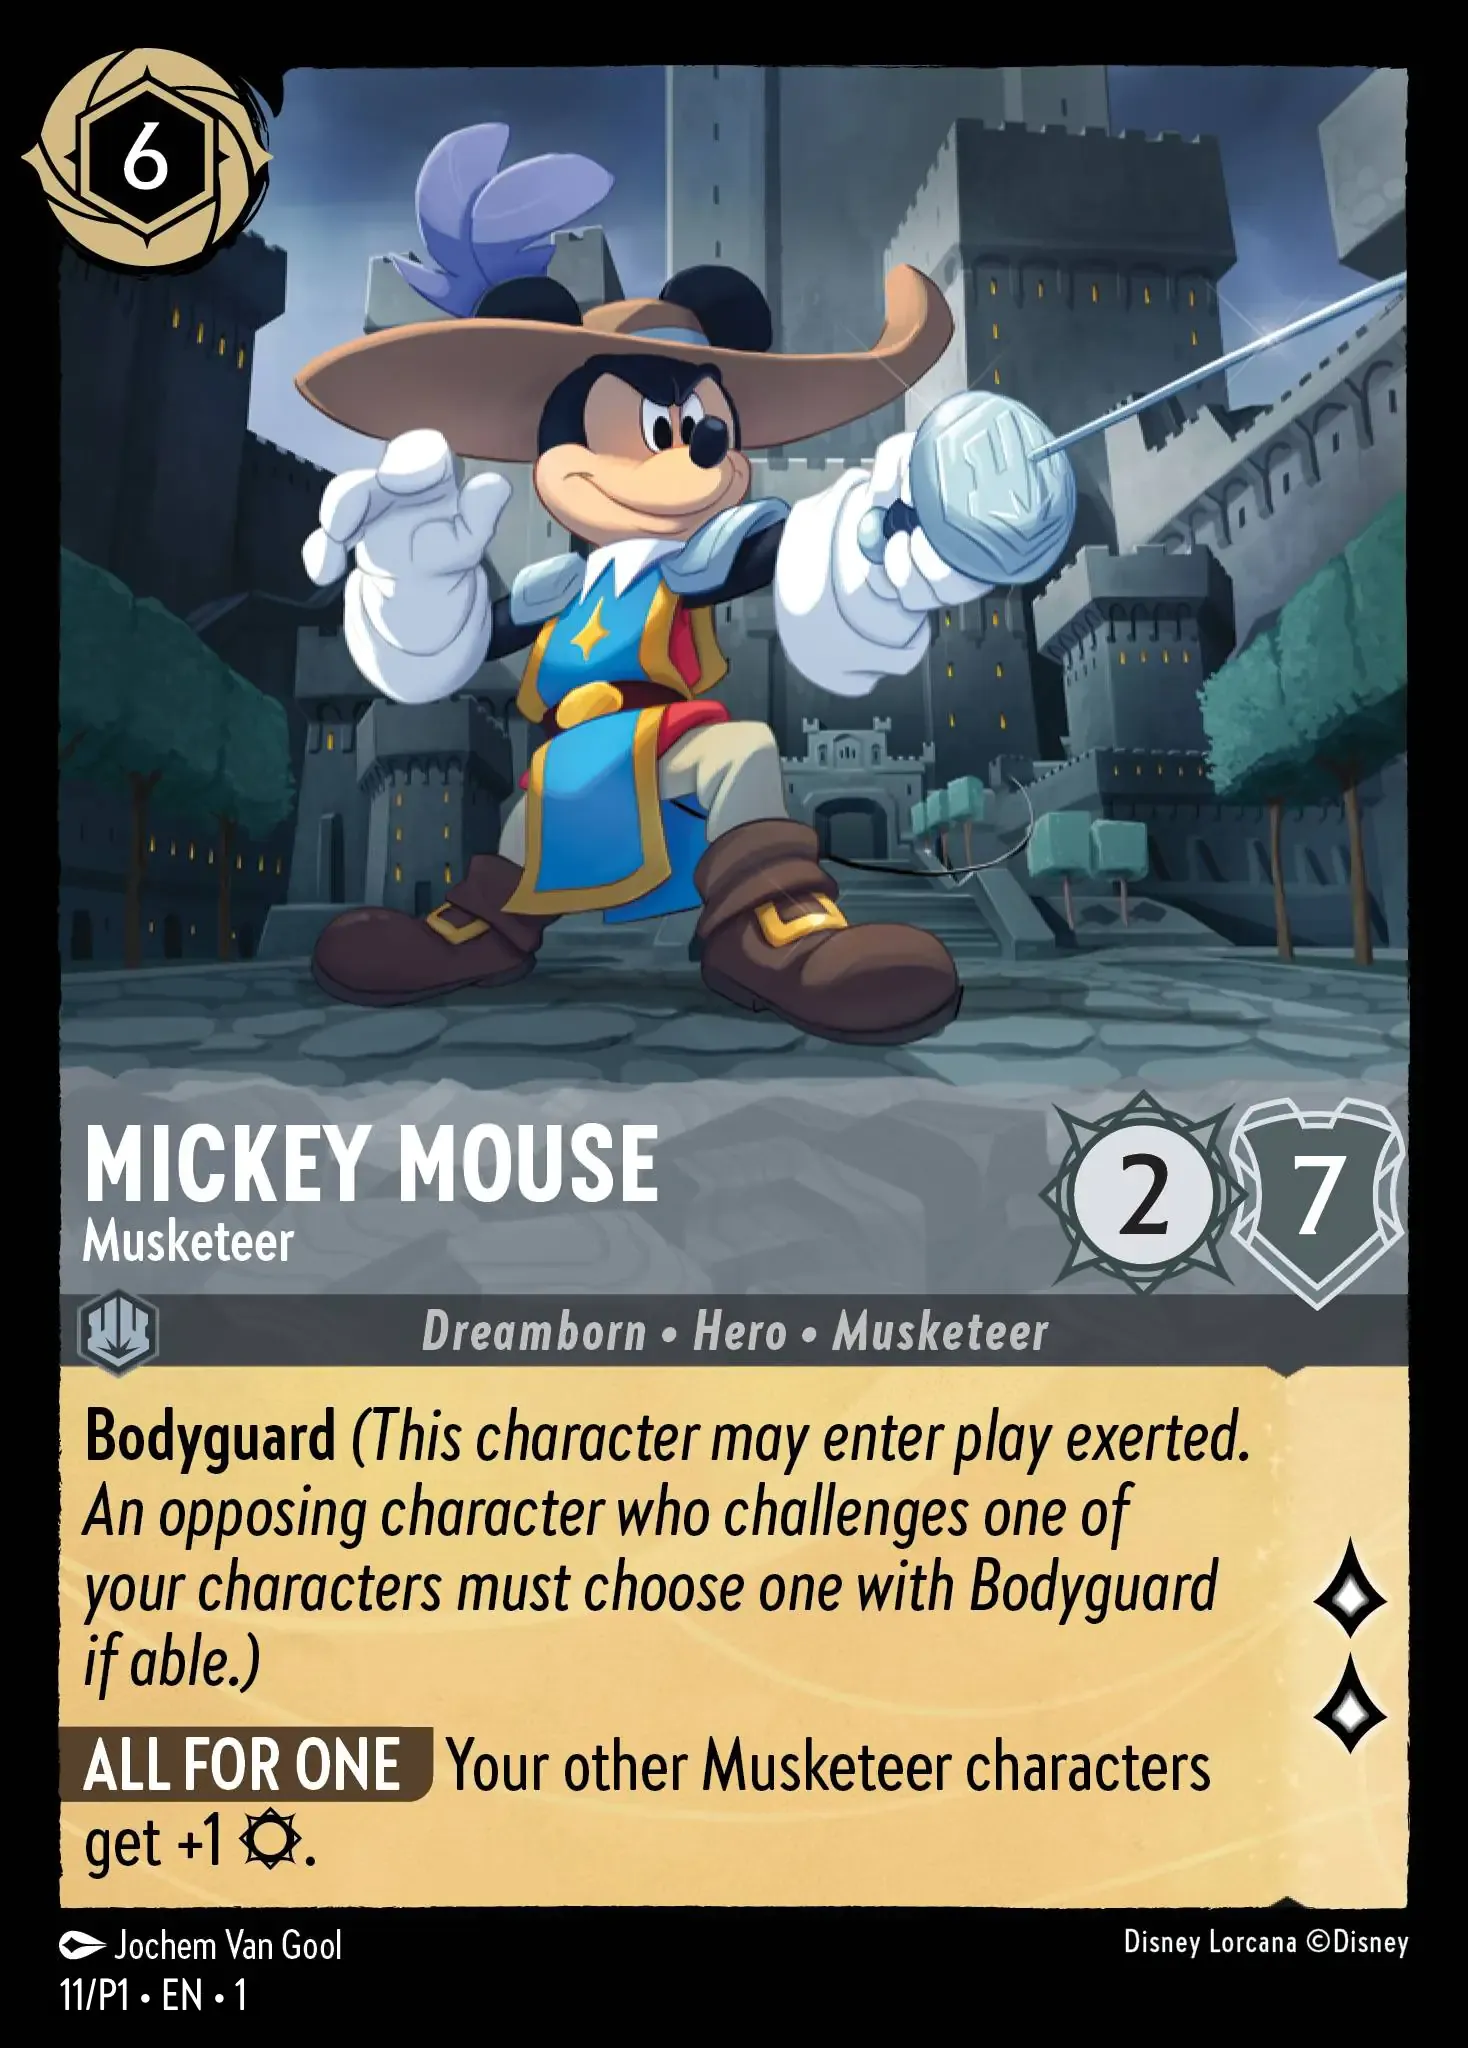 6
MICKEY MOUSE
Musketeer
2
7
Dreamborn • Hero • Musketeer
Bodyguard (This character may enter play exerted.
An opposing character who challenges one of
your characters must choose one with Bodyguard
if able.)
ALL FOR ONE Your other Musketeer characters
get +1 .
Jochem Van Gool
Disney Lorcana ©Disney
11/P1 • EN • 1